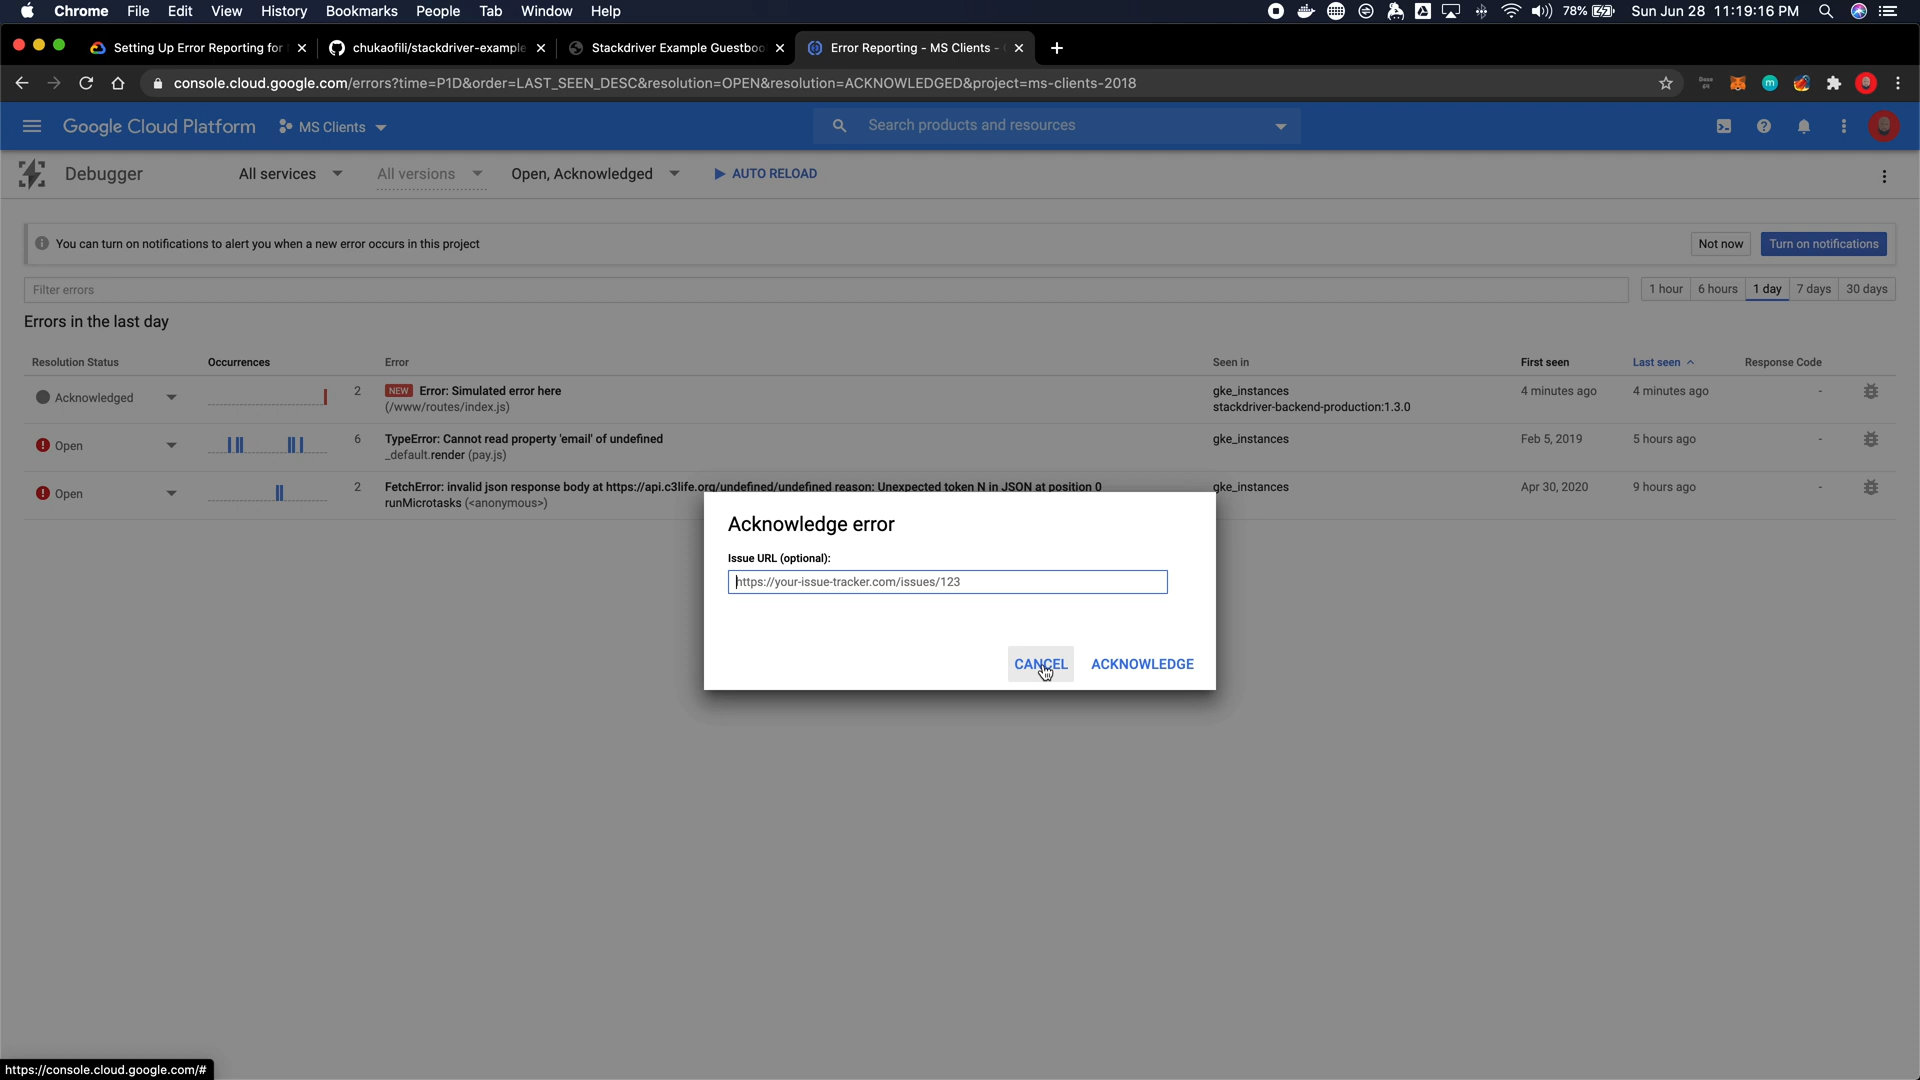 Chrome File Edit View History Bookmarks People Tab Window Help 78% Sun Jun 28 11:19:16 PM
Setting Up Error Reporting for chukaofili/stackdriver-example Stackdriver Example Guestboo Error Reporting - MS Clients -
console.cloud.google.com/errors?time=P1D&order=LAST_SEEN_DESC&resolution=OPEN&resolution=ACKNOWLEDGED&project=ms-clients-2018
Google Cloud Platform MS Clients Search products and resources
Debugger All services All versions Open, Acknowledged AUTO RELOAD
You can turn on notifications to alert you when a new error occurs in this project Not now Turn on notifications
Filter errors 1 hour 6 hours 1 day 7 days 30 days
Errors in the last day
Resolution Status Occurrences Error Seen in First seen Last seen Response Code
Acknowledged 2 NEW Error: Simulated error here gke_instances 4 minutes ago 4 minutes ago -
(/www/routes/index.js) stackdriver-backend-production:1.3.0
Open 6 TypeError: Cannot read property 'email' of undefined gke_instances Feb 5, 2019 5 hours ago -
_default.render (pay.js)
Open 2 FetchError: invalid json response body at https://api.c3life.org/undefined/undefined reason: Unexpected token N in JSON at position 0 gke_instances Apr 30, 2020 9 hours ago -
runMicrotasks (<anonymous>)
Acknowledge error
Issue URL (optional):
https://your-issue-tracker.com/issues/123
CANCEL ACKNOWLEDGE
https://console.cloud.google.com/#